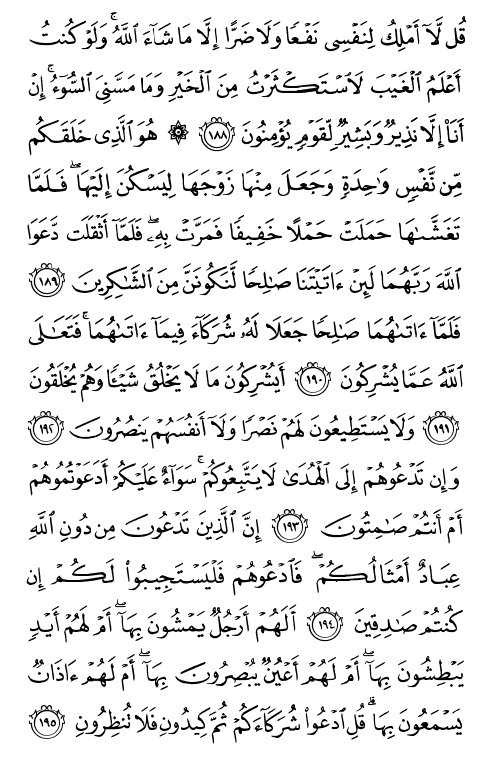 قُل لَّآ أَمْلِكُ لِنَفْسِى نَفْعًا وَلَا ضَرًّا إِلَّا مَا شَآءَ ٱللَّهُ ۚ وَلَوْ كُنتُ
أَعْلَمُ ٱلْغَيْبَ لَٱسْتَكْثَرْتُ مِنَ ٱلْخَيْرِ وَمَا مَسَّنِىَ ٱلسُّوٓءُ ۚ إِنْ
أَنَا۠ إِلَّا نَذِيرٌ وَبَشِيرٌ لِّقَوْمٍ يُؤْمِنُونَ ﴿١٨٨﴾ ۞ هُوَ ٱلَّذِى خَلَقَكُم
مِّن نَّفْسٍ وَٰحِدَةٍ وَجَعَلَ مِنْهَا زَوْجَهَا لِيَسْكُنَ إِلَيْهَا ۖ فَلَمَّا
تَغَشَّىٰهَا حَمَلَتْ حَمْلًا خَفِيفًا فَمَرَّتْ بِهِۦ ۖ فَلَمَّآ أَثْقَلَت دَّعَوَا
ٱللَّهَ رَبَّهُمَا لَئِنْ ءَاتَيْتَنَا صَٰلِحًا لَّنَكُونَنَّ مِنَ ٱلشَّٰكِرِينَ ﴿١٨٩﴾
فَلَمَّآ ءَاتَىٰهُمَا صَٰلِحًا جَعَلَا لَهُۥ شُرَكَآءَ فِيمَآ ءَاتَىٰهُمَا ۚ فَتَعَٰلَى
ٱللَّهُ عَمَّا يُشْرِكُونَ ﴿١٩٠﴾ أَيُشْرِكُونَ مَا لَا يَخْلُقُ شَيْـًٔا وَهُمْ يُخْلَقُونَ
﴿١٩١﴾ وَلَا يَسْتَطِيعُونَ لَهُمْ نَصْرًا وَلَآ أَنفُسَهُمْ يَنصُرُونَ ﴿١٩٢﴾
وَإِن تَدْعُوهُمْ إِلَى ٱلْهُدَىٰ لَا يَتَّبِعُوكُمْ ۚ سَوَآءٌ عَلَيْكُمْ أَدَعَوْتُمُوهُمْ
أَمْ أَنتُمْ صَٰمِتُونَ ﴿١٩٣﴾ إِنَّ ٱلَّذِينَ تَدْعُونَ مِن دُونِ ٱللَّهِ
عِبَادٌ أَمْثَالُكُمْ ۖ فَٱدْعُوهُمْ فَلْيَسْتَجِيبُوا۟ لَكُمْ إِن
كُنتُمْ صَٰدِقِينَ ﴿١٩٤﴾ أَلَهُمْ أَرْجُلٌ يَمْشُونَ بِهَآ ۖ أَمْ لَهُمْ أَيْدٍ
يَبْطِشُونَ بِهَآ ۖ أَمْ لَهُمْ أَعْيُنٌ يُبْصِرُونَ بِهَآ ۖ أَمْ لَهُمْ ءَاذَانٌ
يَسْمَعُونَ بِهَا ۗ قُلِ ٱدْعُوا۟ شُرَكَآءَكُمْ ثُمَّ كِيدُونِ فَلَا تُنظِرُونِ ﴿١٩٥﴾